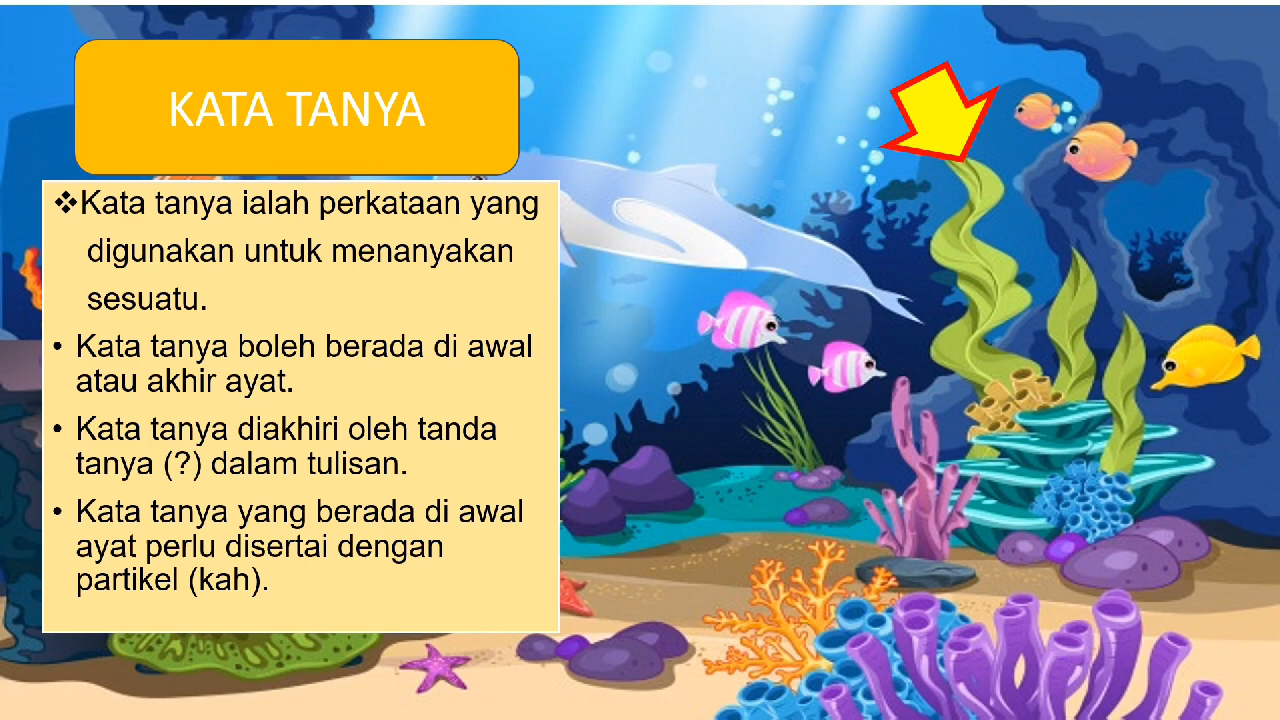 KATA TANYA
❖Kata tanya ialah perkataan yang
digunakan untuk menanyakan
sesuatu.
• Kata tanya boleh berada di awal
atau akhir ayat.
• Kata tanya diakhiri oleh tanda
tanya (?) dalam tulisan.
• Kata tanya yang berada di awal
ayat perlu disertai dengan
partikel (kah).